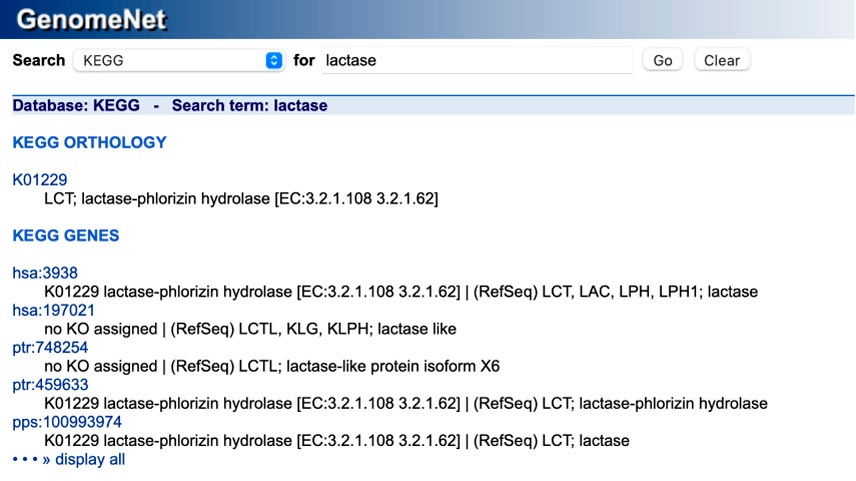 GenomeNet
Search KEGG for lactase Go Clear
Database: KEGG - Search term: lactase
KEGG ORTHOLOGY
K01229
LCT; lactase-phlorizin hydrolase [EC:3.2.1.108 3.2.1.62]
KEGG GENES
hsa:3938
K01229 lactase-phlorizin hydrolase [EC:3.2.1.108 3.2.1.62] | (RefSeq) LCT, LAC, LPH, LPH1; lactase
hsa:197021
no KO assigned | (RefSeq) LCTL, KLG, KLPH; lactase like
ptr:748254
no KO assigned | (RefSeq) LCTL; lactase-like protein isoform X6
ptr:459633
K01229 lactase-phlorizin hydrolase [EC:3.2.1.108 3.2.1.62] | (RefSeq) LCT; lactase-phlorizin hydrolase
pps:100993974
K01229 lactase-phlorizin hydrolase [EC:3.2.1.108 3.2.1.62] | (RefSeq) LCT; lactase
• • • » display all